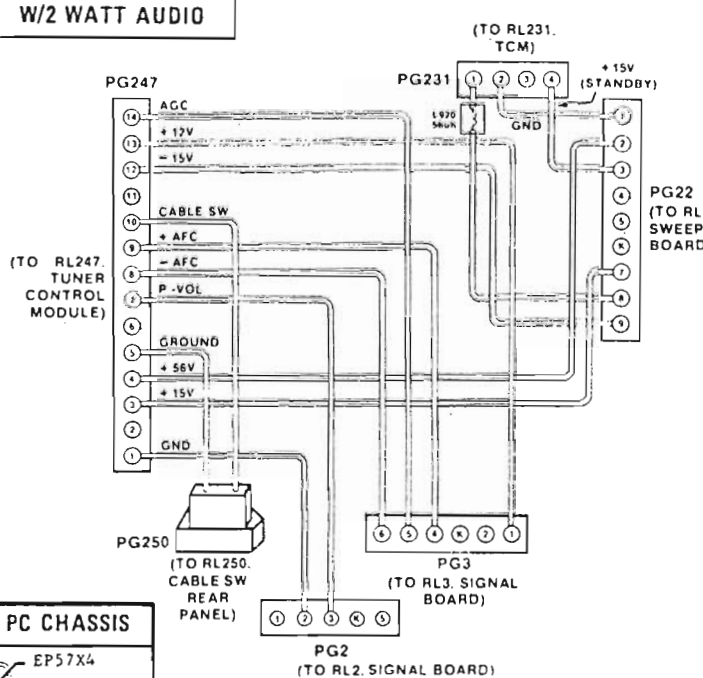 W/2 WATT AUDIO
(TO RL231.
TCM)
PG231
1 2 3 4
+ 15V
(STANDBY)
GND
PG247
14 AGC
13 + 12V
12 - 15V
11
10 CABLE SW
9 + AFC
8 - AFC
7 P -VOL
6
5 GROUND
4 + 56V
3 + 15V
2
1 GND
(TO RL247.
TUNER
CONTROL
MODULE)
1
2
3
4
5
K
7
8
9
PG22
(TO RL
SWEEP
BOARD
PG250
(TO RL250.
CABLE SW
REAR
PANEL)
6 5 4 K 2 1
PG3
(TO RL3. SIGNAL
BOARD)
1 2 3 K 5
PG2
(TO RL2. SIGNAL BOARD)
PC CHASSIS
EP57X4